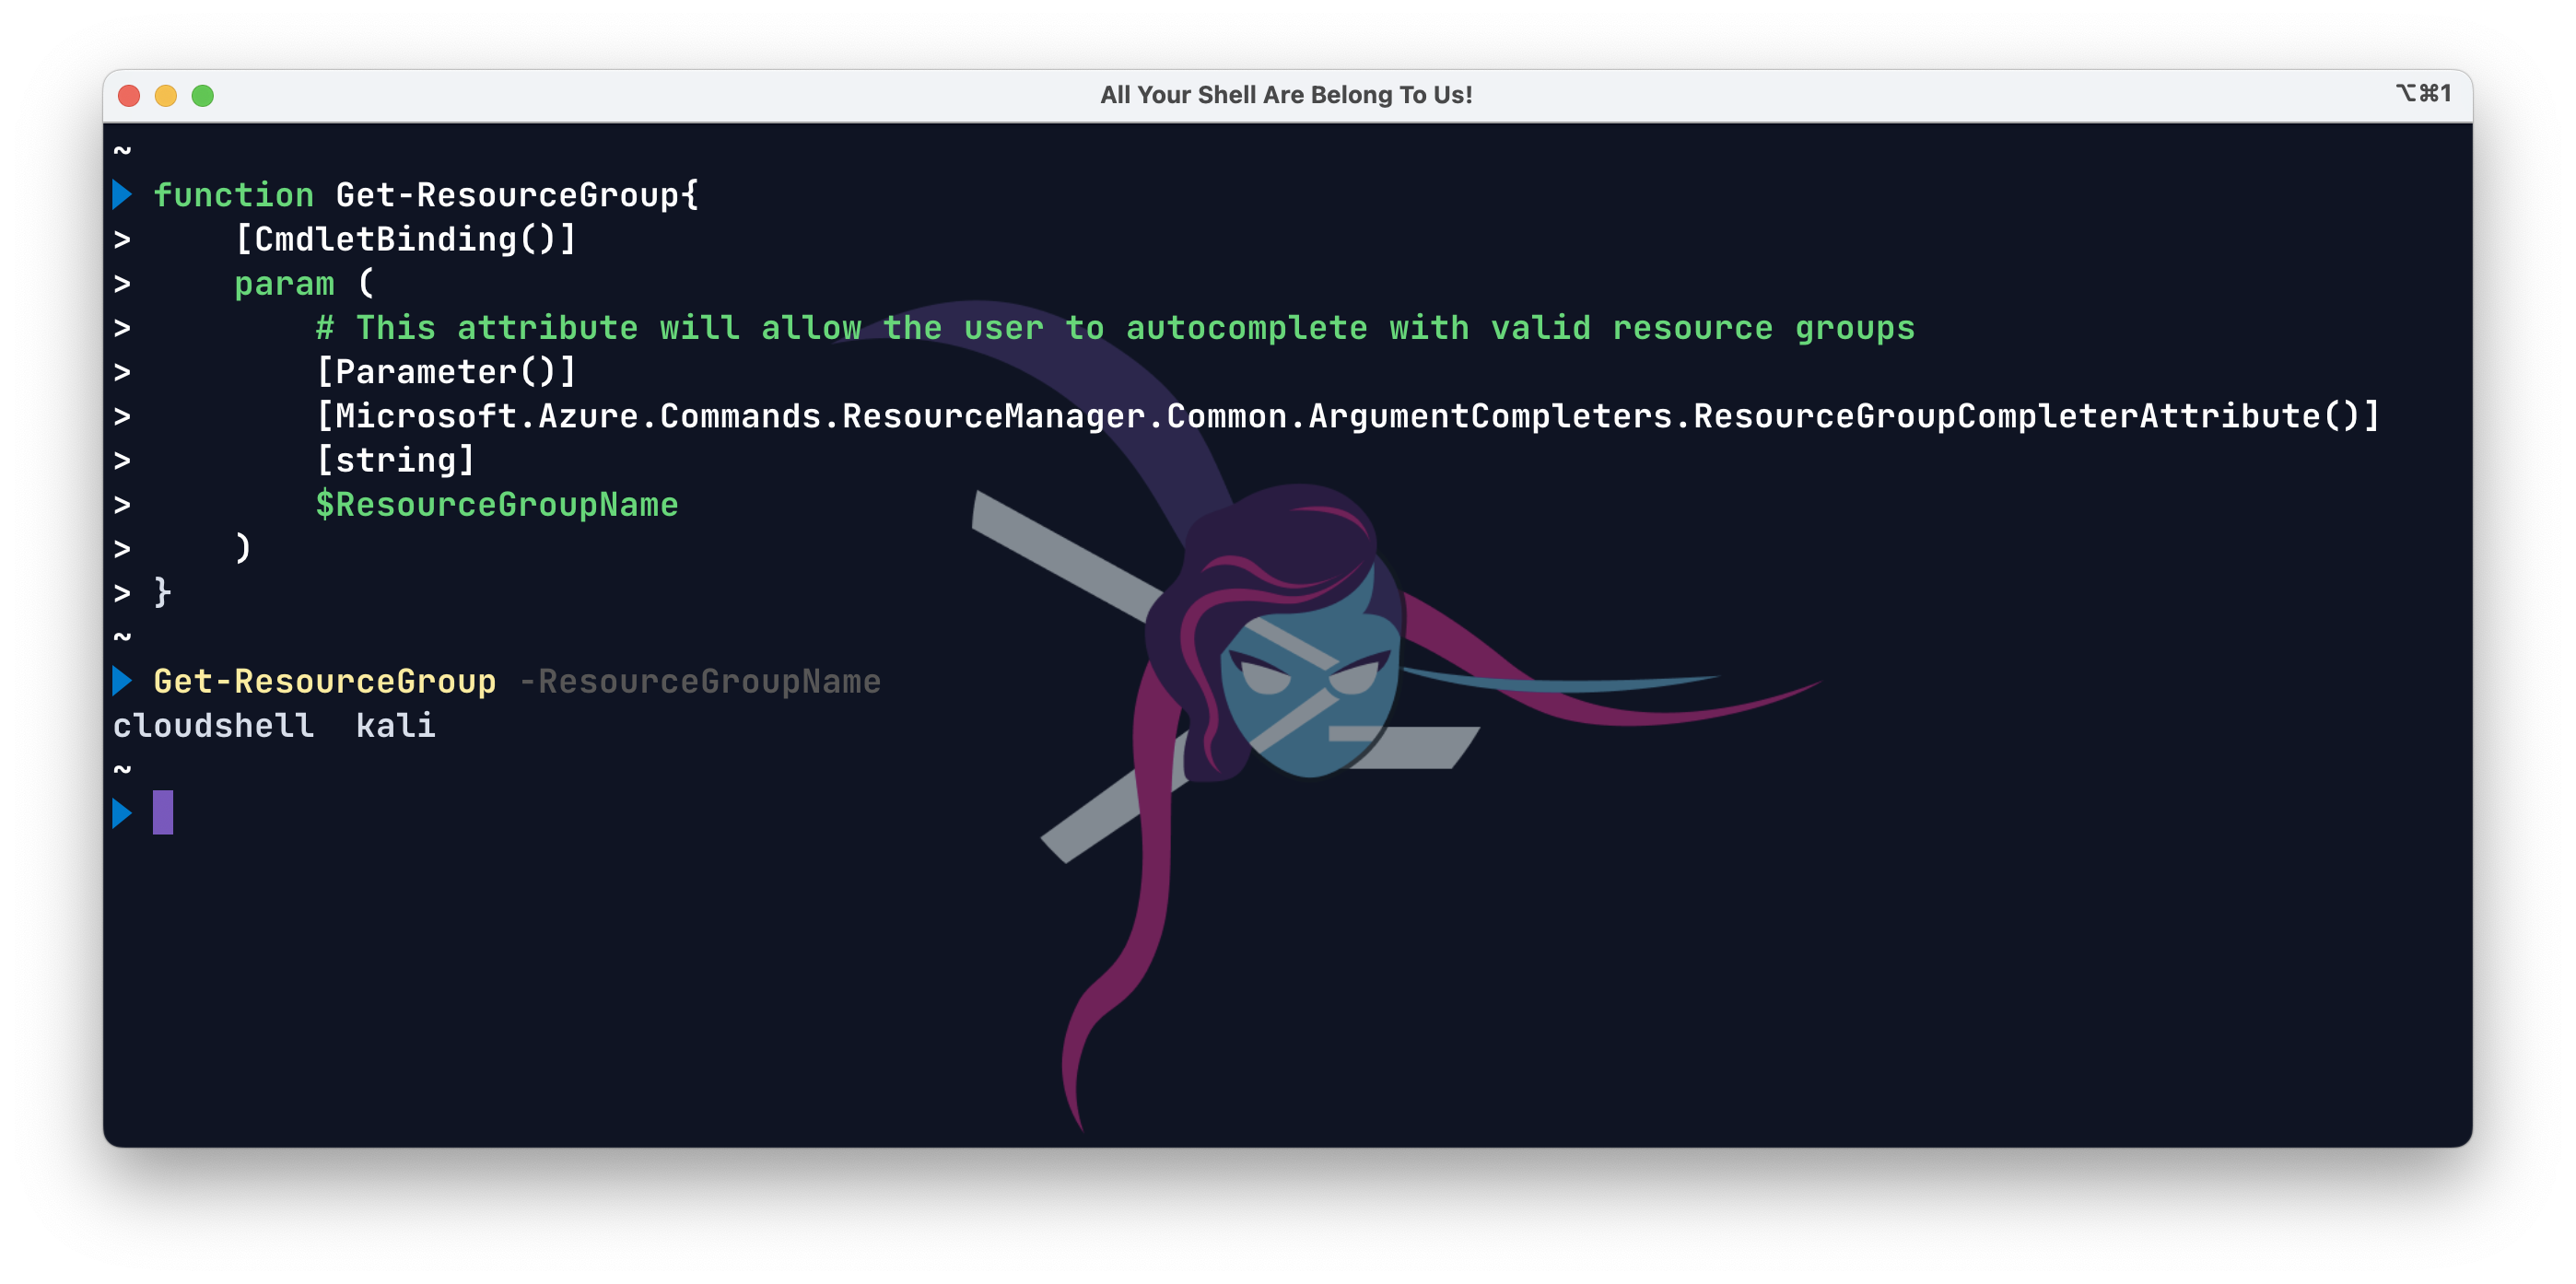 All Your Shell Are Belong To Us!
⌥⌘1
~
function Get-ResourceGroup{
>     [CmdletBinding()]
>     param (
>         # This attribute will allow the user to autocomplete with valid resource groups
>         [Parameter()]
>         [Microsoft.Azure.Commands.ResourceManager.Common.ArgumentCompleters.ResourceGroupCompleterAttribute()]
>         [string]
>         $ResourceGroupName
>     )
> }
~
Get-ResourceGroup -ResourceGroupName
cloudshell  kali
~